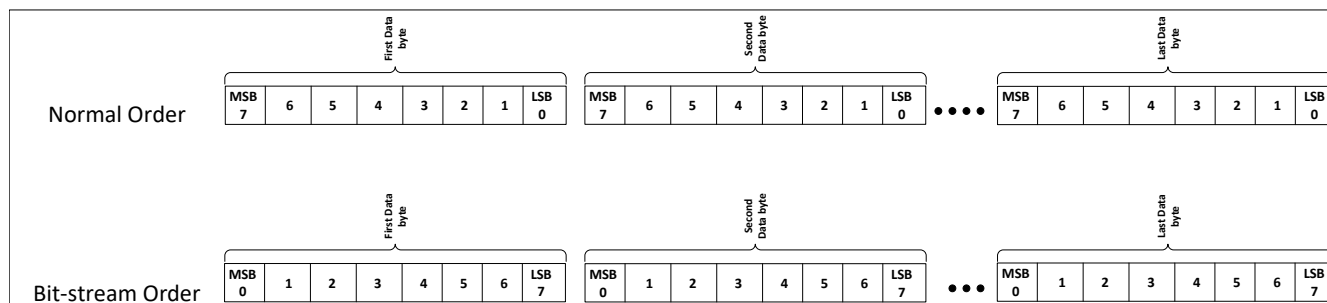 First Data
byte
Second
Data byte
Last Data
byte
Normal Order
MSB
7 6 5 4 3 2 1 LSB
0
MSB
7 6 5 4 3 2 1 LSB
0
••••
MSB
7 6 5 4 3 2 1 LSB
0
First Data
byte
Second
Data byte
Last Data
byte
Bit-stream Order
MSB
0 1 2 3 4 5 6 LSB
7
MSB
0 1 2 3 4 5 6 LSB
7
•••
MSB
0 1 2 3 4 5 6 LSB
7